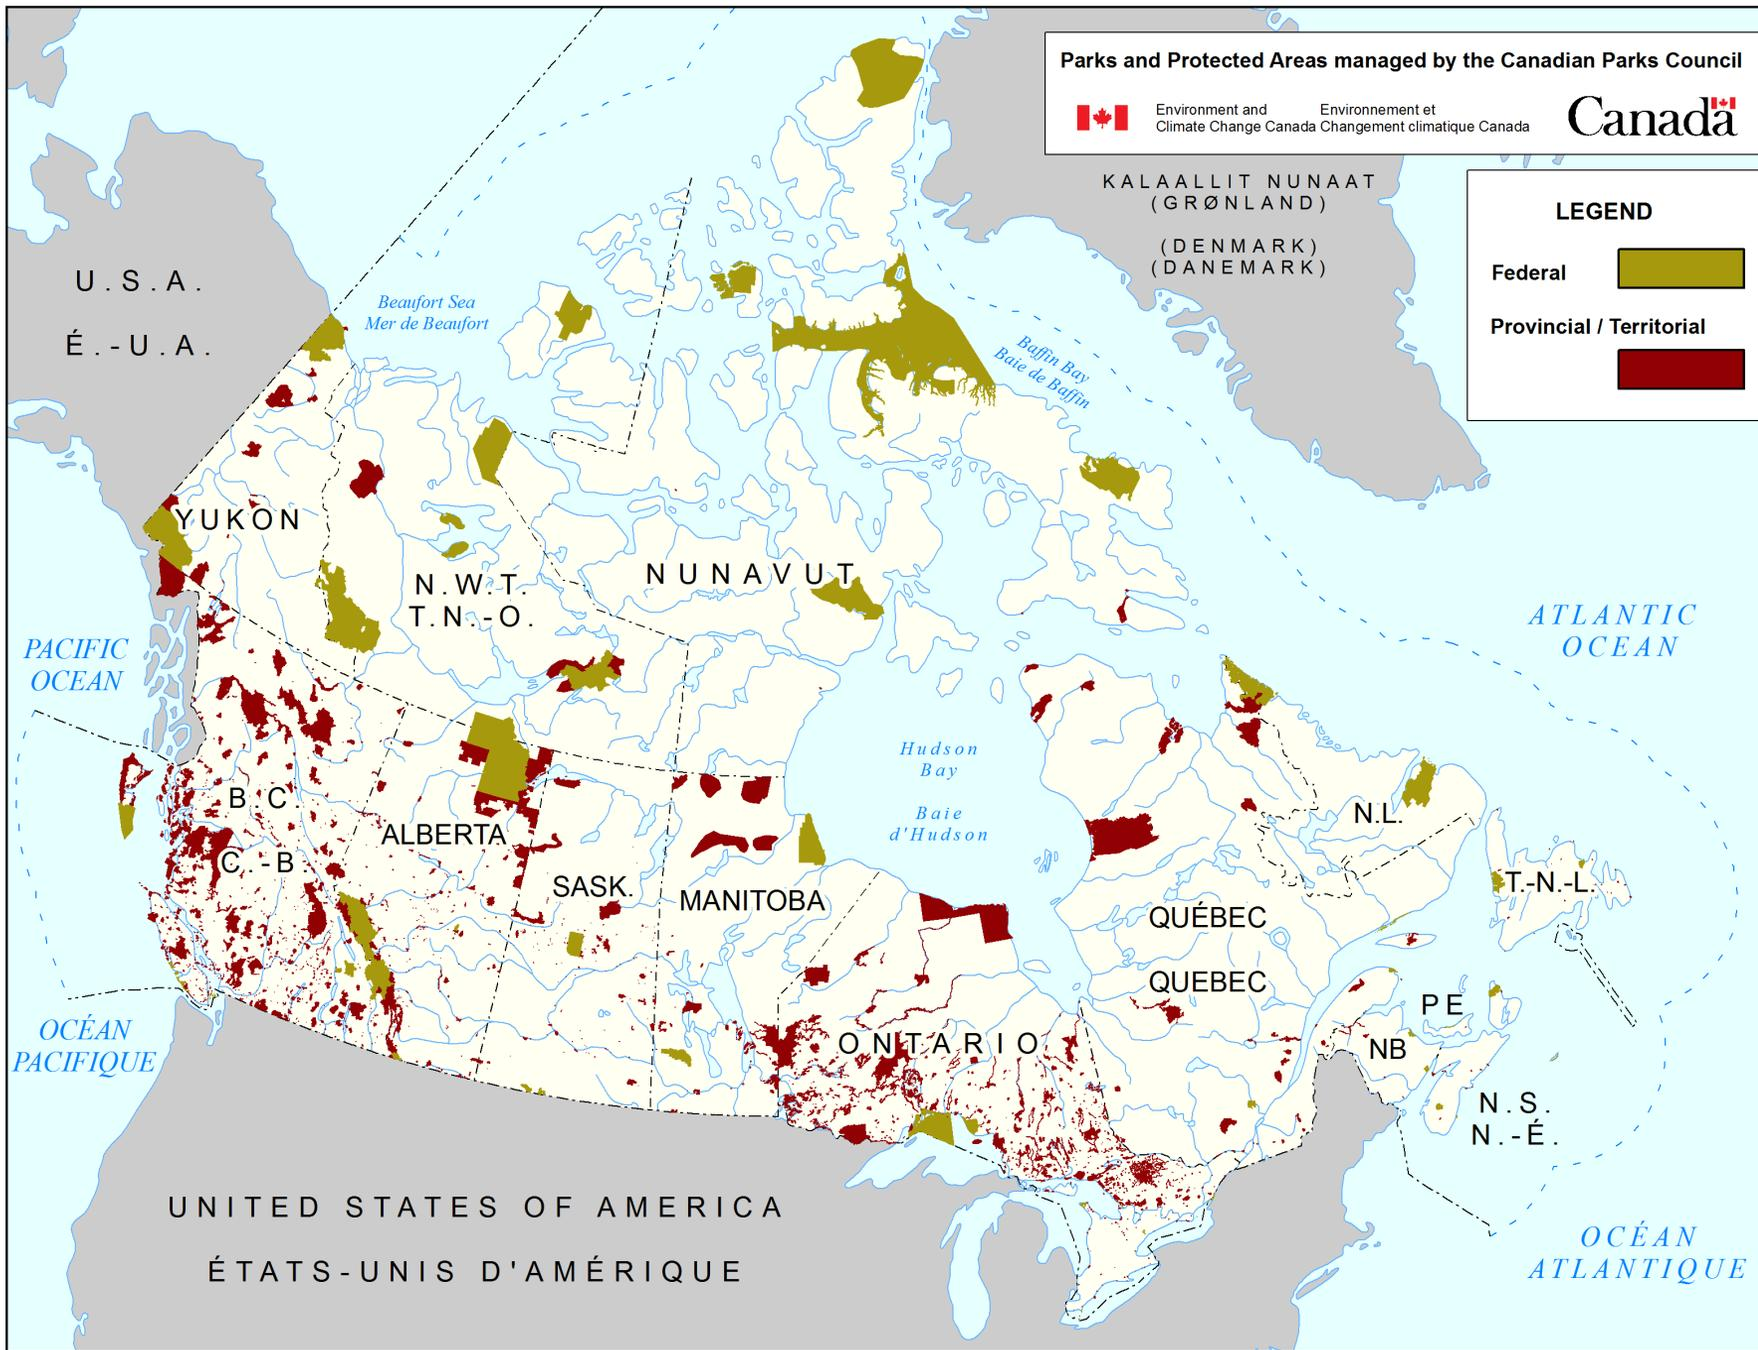 Parks and Protected Areas managed by the Canadian Parks Council
Environment and
Climate Change Canada
Environnement et
Changement climatique Canada
Canada
KALAALLIT NUNAAT
(GRØNLAND)
(DENMARK)
(DANEMARK)
LEGEND
Federal
Provincial / Territorial
U.S.A.
É.-U.A.
Beaufort Sea
Mer de Beaufort
Baffin Bay
Baie de Baffin
YUKON
N.W.T.
T.N.-O.
NUNAVUT
ATLANTIC
OCEAN
PACIFIC
OCEAN
Hudson
Bay
Baie
d'Hudson
B.C.
C.-B.
ALBERTA
SASK.
MANITOBA
N.L.
T.-N.-L.
QUÉBEC
QUEBEC
ONTARIO
PE
NB
N.S.
N.-É.
OCÉAN
PACIFIQUE
UNITED STATES OF AMERICA
ÉTATS-UNIS D'AMÉRIQUE
OCÉAN
ATLANTIQUE